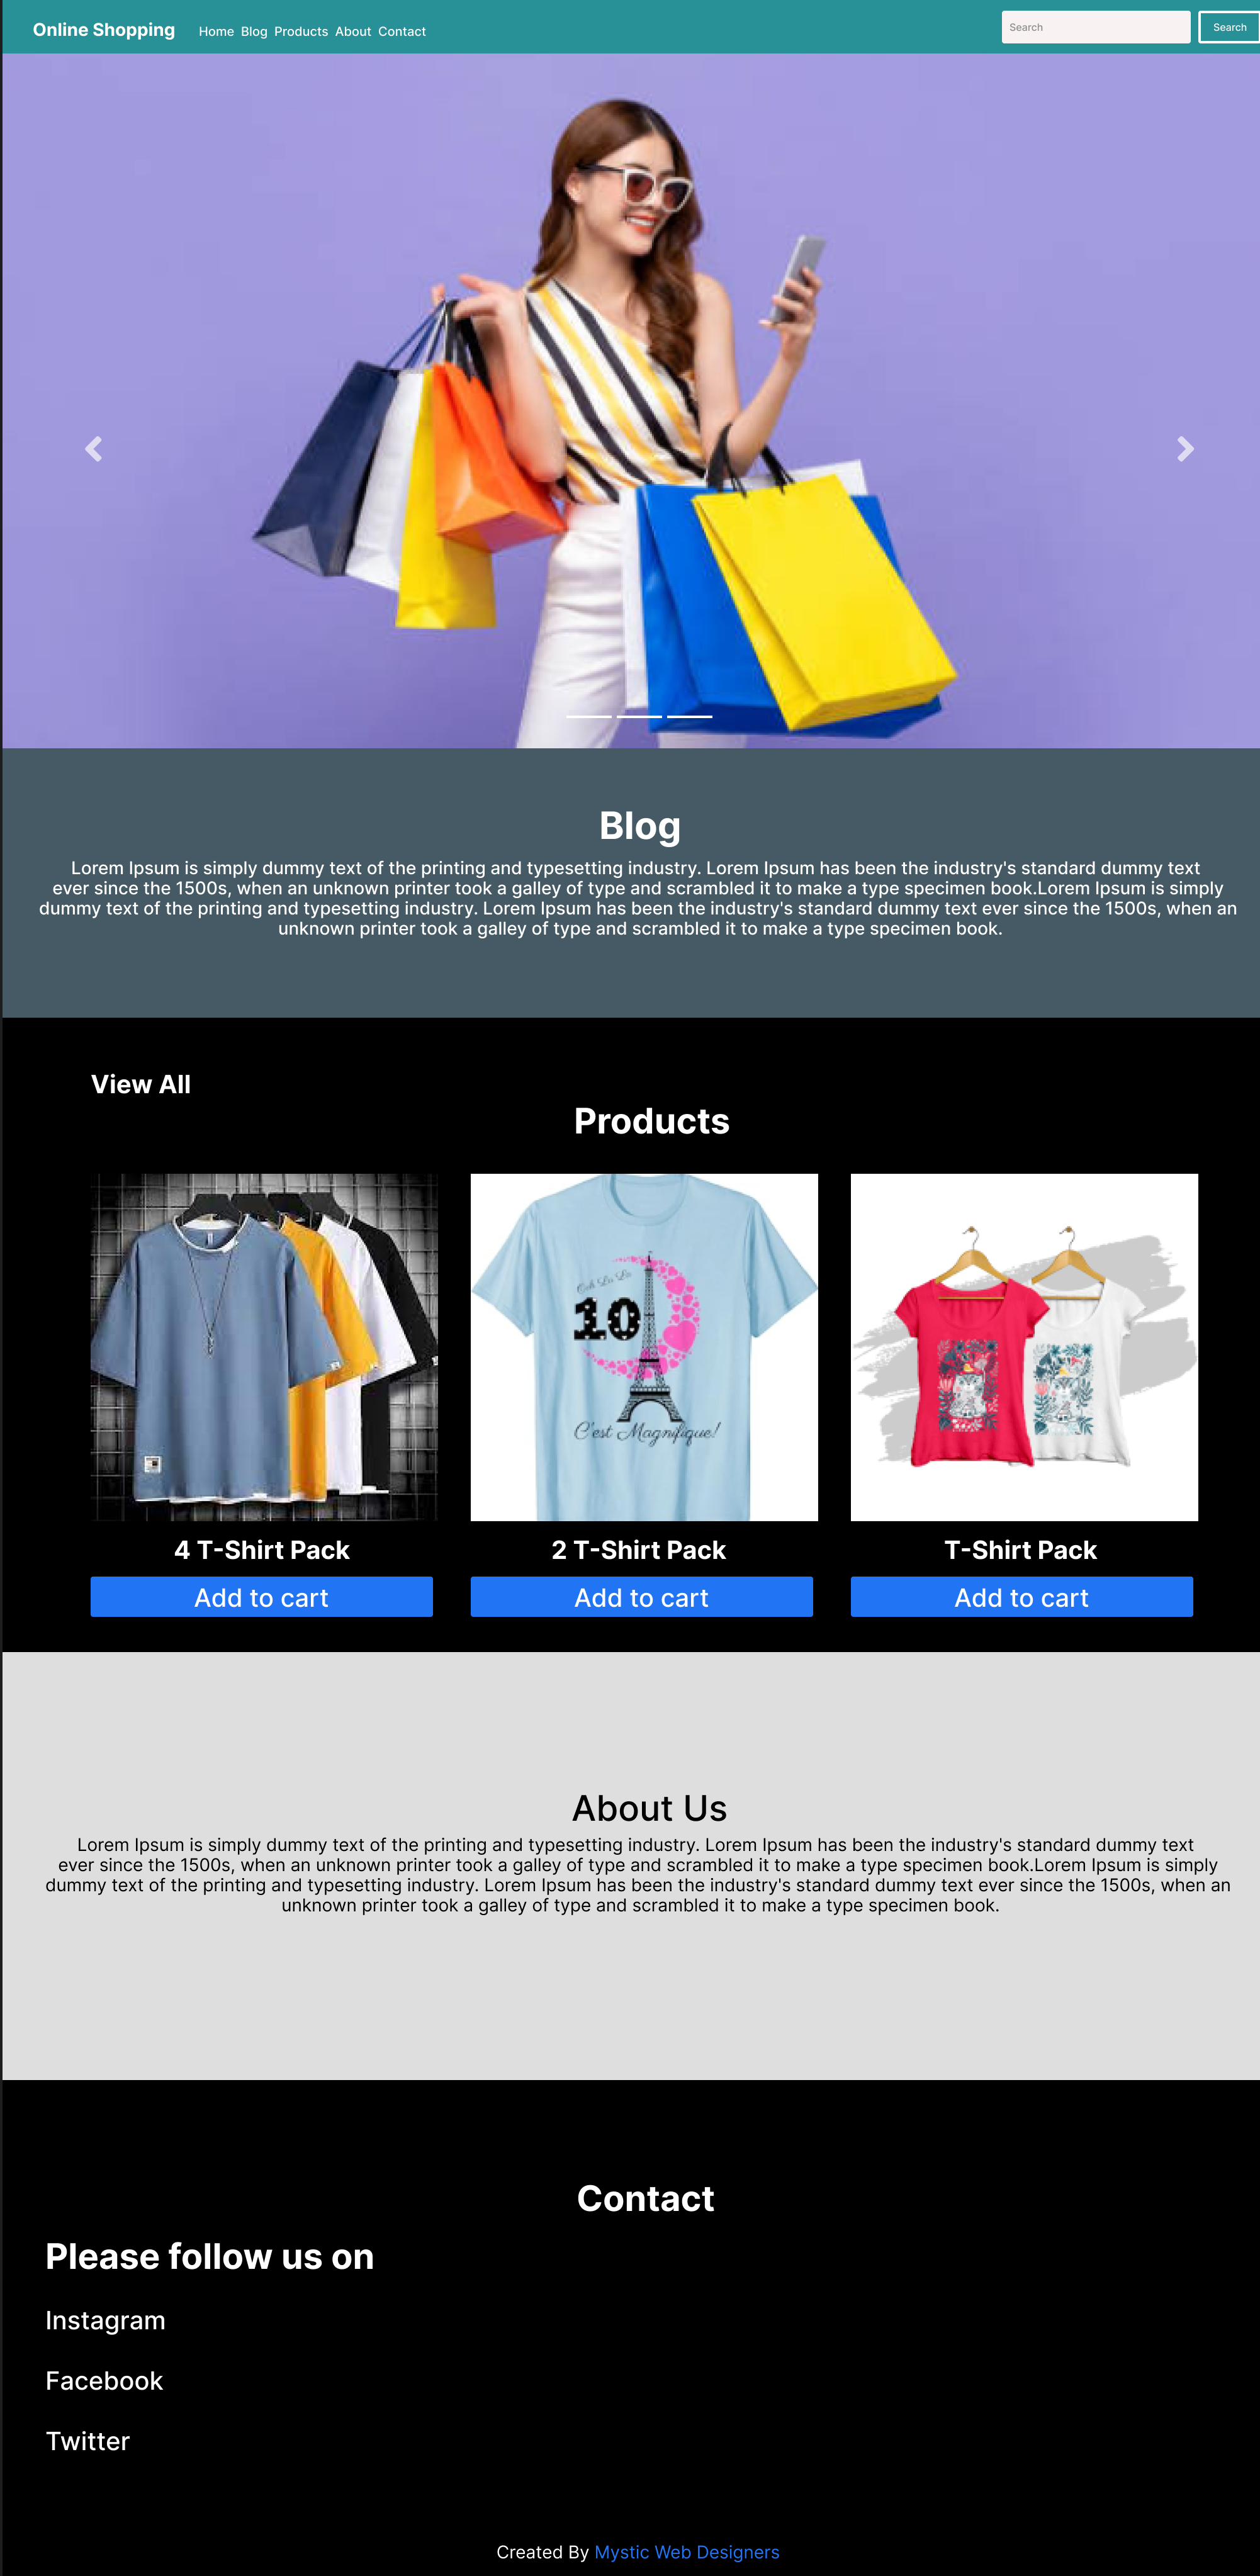 Online Shopping Home Blog Products About Contact Search Search
Blog
Lorem Ipsum is simply dummy text of the printing and typesetting industry. Lorem Ipsum has been the industry's standard dummy text
ever since the 1500s, when an unknown printer took a galley of type and scrambled it to make a type specimen book.Lorem Ipsum is simply
dummy text of the printing and typesetting industry. Lorem Ipsum has been the industry's standard dummy text ever since the 1500s, when an
unknown printer took a galley of type and scrambled it to make a type specimen book.
View All
Products
Ooh La La
10
C'est Magnifique!
4 T-Shirt Pack 2 T-Shirt Pack T-Shirt Pack
Add to cart Add to cart Add to cart
About Us
Lorem Ipsum is simply dummy text of the printing and typesetting industry. Lorem Ipsum has been the industry's standard dummy text
ever since the 1500s, when an unknown printer took a galley of type and scrambled it to make a type specimen book.Lorem Ipsum is simply
dummy text of the printing and typesetting industry. Lorem Ipsum has been the industry's standard dummy text ever since the 1500s, when an
unknown printer took a galley of type and scrambled it to make a type specimen book.
Contact
Please follow us on
Instagram
Facebook
Twitter
Created By Mystic Web Designers